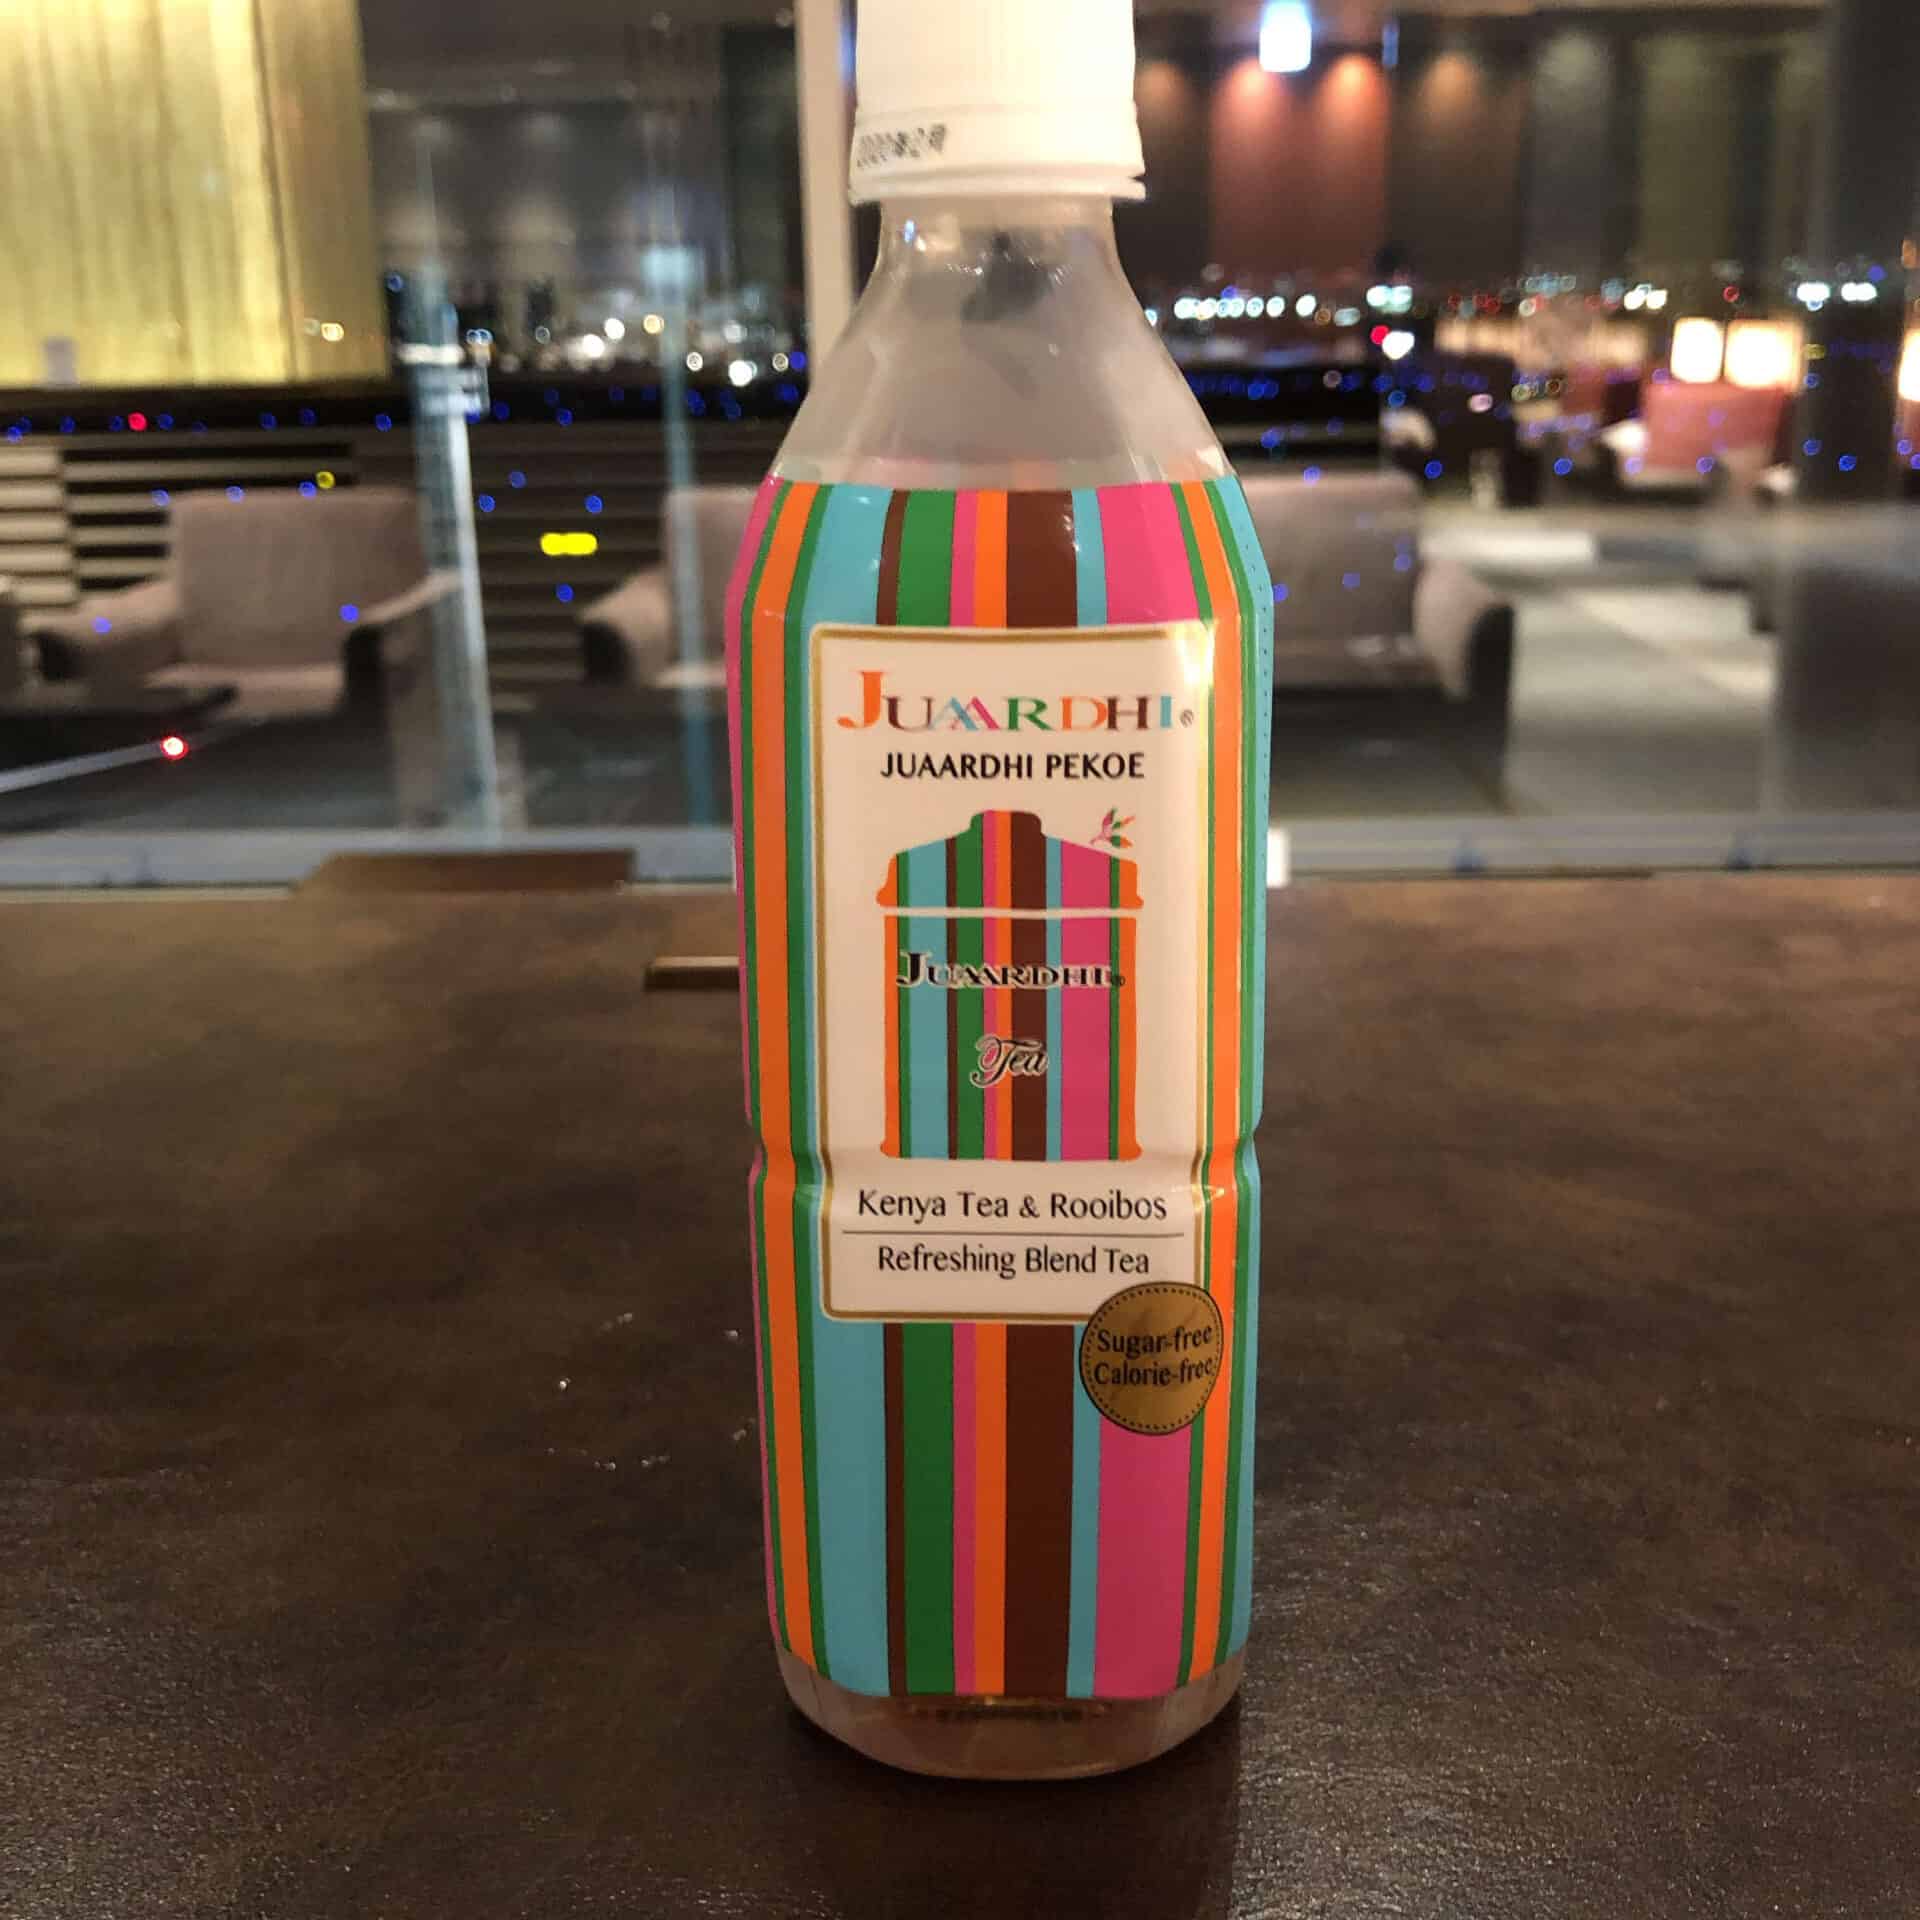 JUAARDHI®
JUAARDHI PEKOE
JUAARDHI®
Tea
Kenya Tea & Rooibos
Refreshing Blend Tea
Sugar-free
Calorie-free